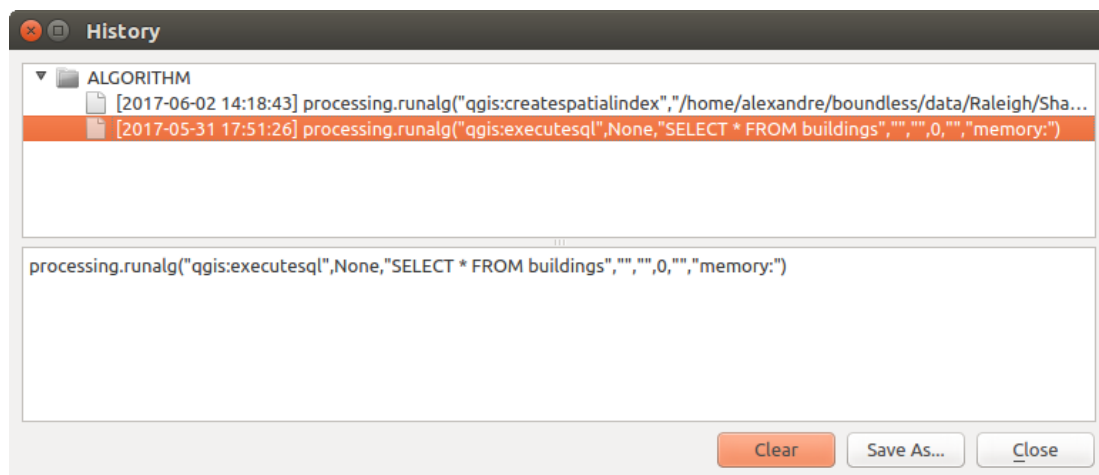 History
ALGORITHM
[2017-06-02 14:18:43] processing.runalg("qgis:createspatialindex","/home/alexandre/boundless/data/Raleigh/Sha...
[2017-05-31 17:51:26] processing.runalg("qgis:executesql",None,"SELECT * FROM buildings","","",0,"","memory:")
processing.runalg("qgis:executesql",None,"SELECT * FROM buildings","","",0,"","memory:")
Clear Save As... Close